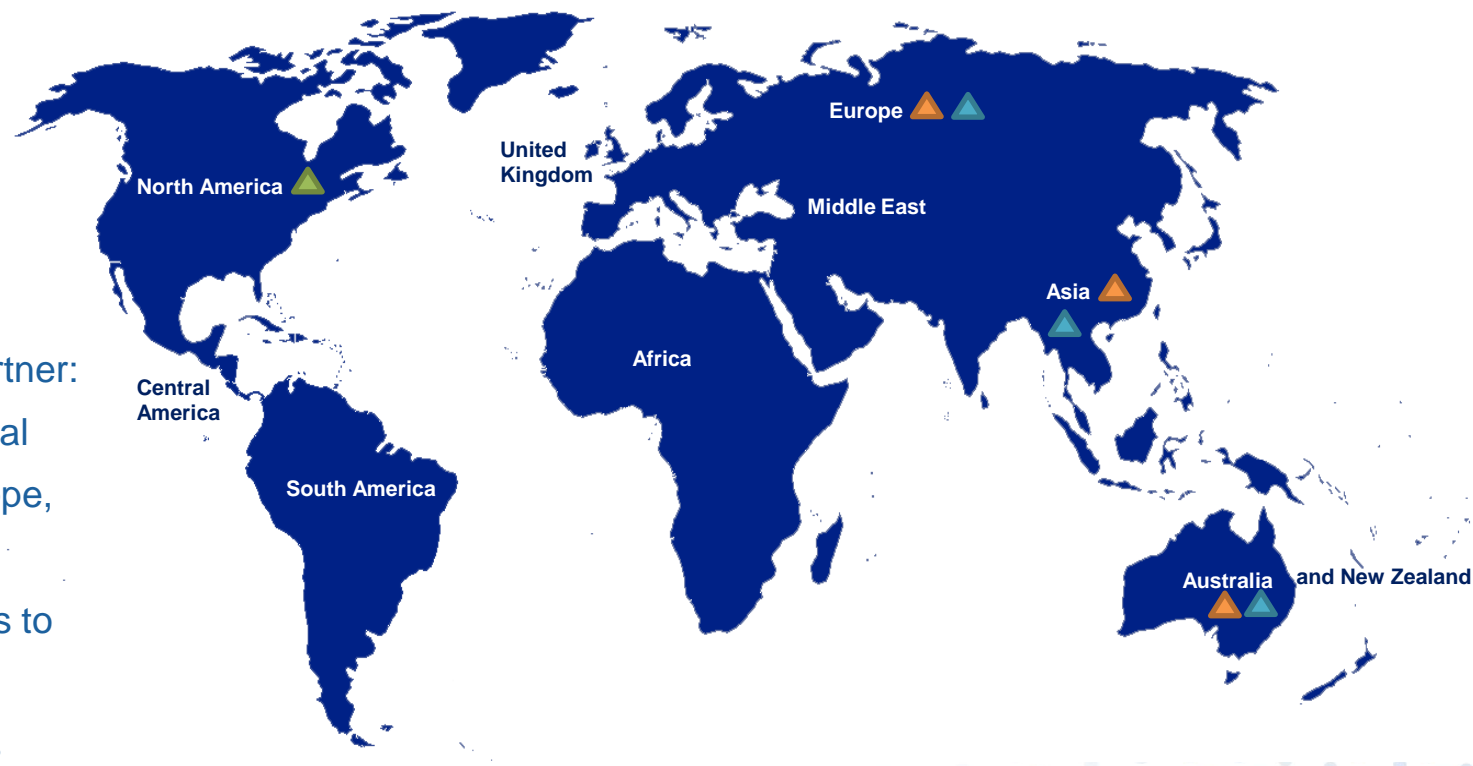 Europe
United
Kingdom
North America
Middle East
Asia
rtner:
Africa
Central
America
al
South America
pe,
Australia
and New Zealand
s to